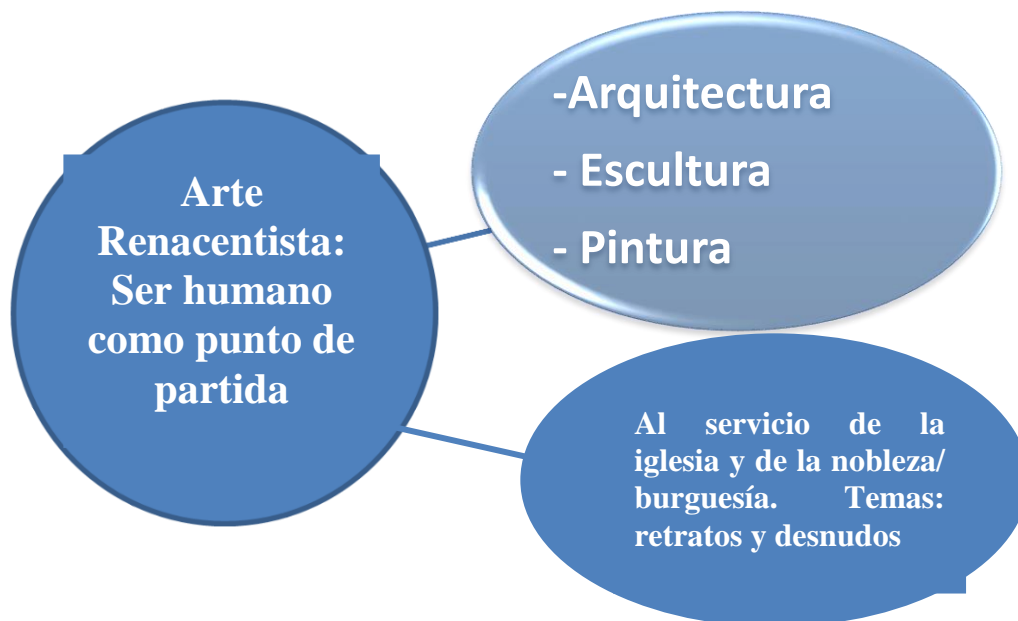 Arte
Renacentista:
Ser humano
como punto de
partida
-Arquitectura
- Escultura
- Pintura
Al servicio de la
iglesia y de la nobleza/
burguesía. Temas:
retratos y desnudos